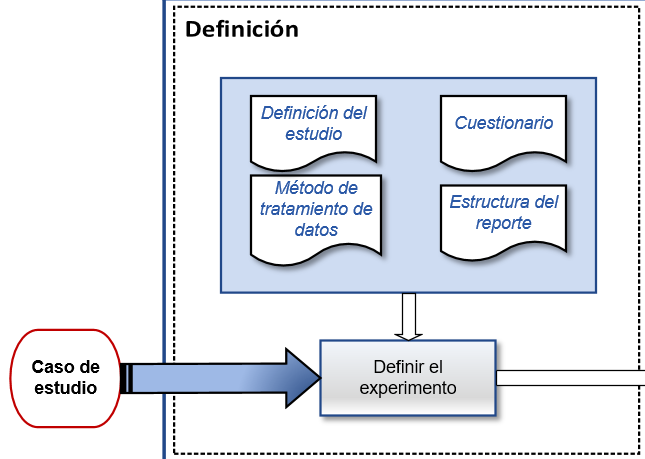 Definición
Definición del
estudio
Cuestionario
Método de
tratamiento de
datos
Estructura del
reporte
Caso de
estudio
Definir el
experimento